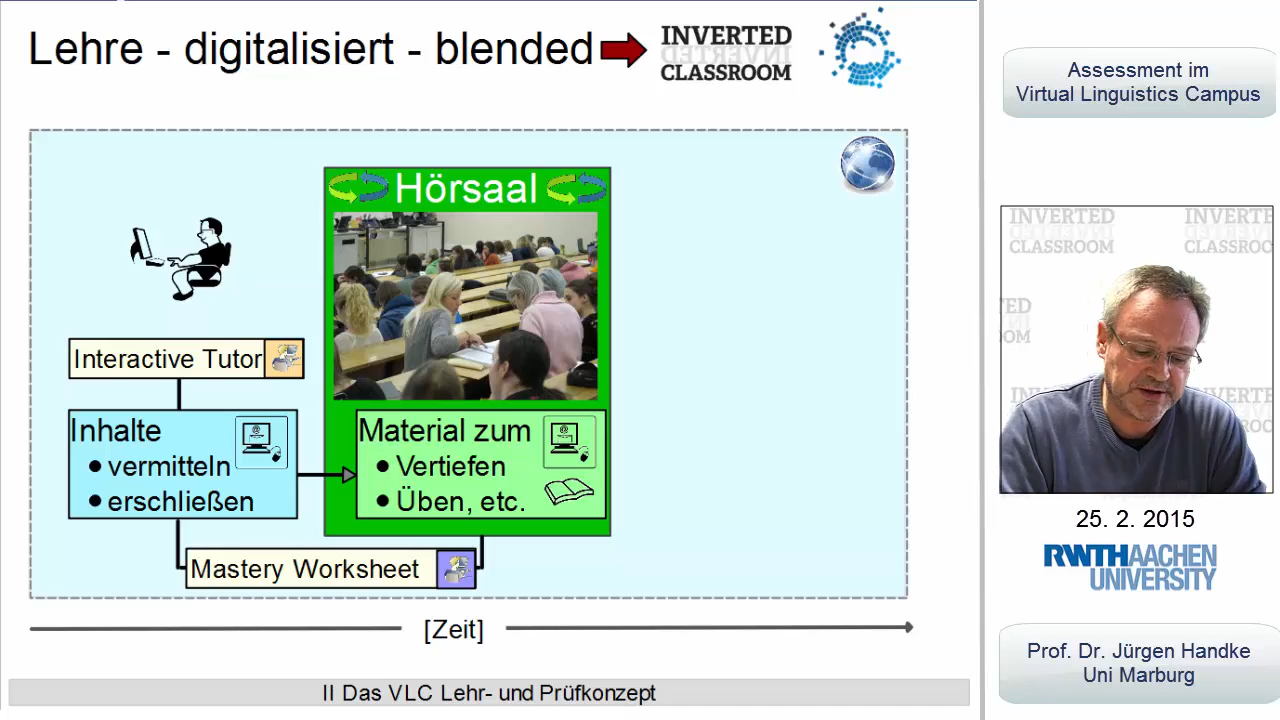 Lehre - digitalisiert - blended
INVERTED
CLASSROOM
Hörsaal
Interactive Tutor
Inhalte
• vermitteln
• erschließen
Material zum
• Vertiefen
• Üben, etc.
Mastery Worksheet
[Zeit]
II Das VLC Lehr- und Prüfkonzept
Assessment im
Virtual Linguistics Campus
INVERTED
CLASSROOM
INVERTED
CLASSROOM
25. 2. 2015
RWTHAACHEN
UNIVERSITY
Prof. Dr. Jürgen Handke
Uni Marburg